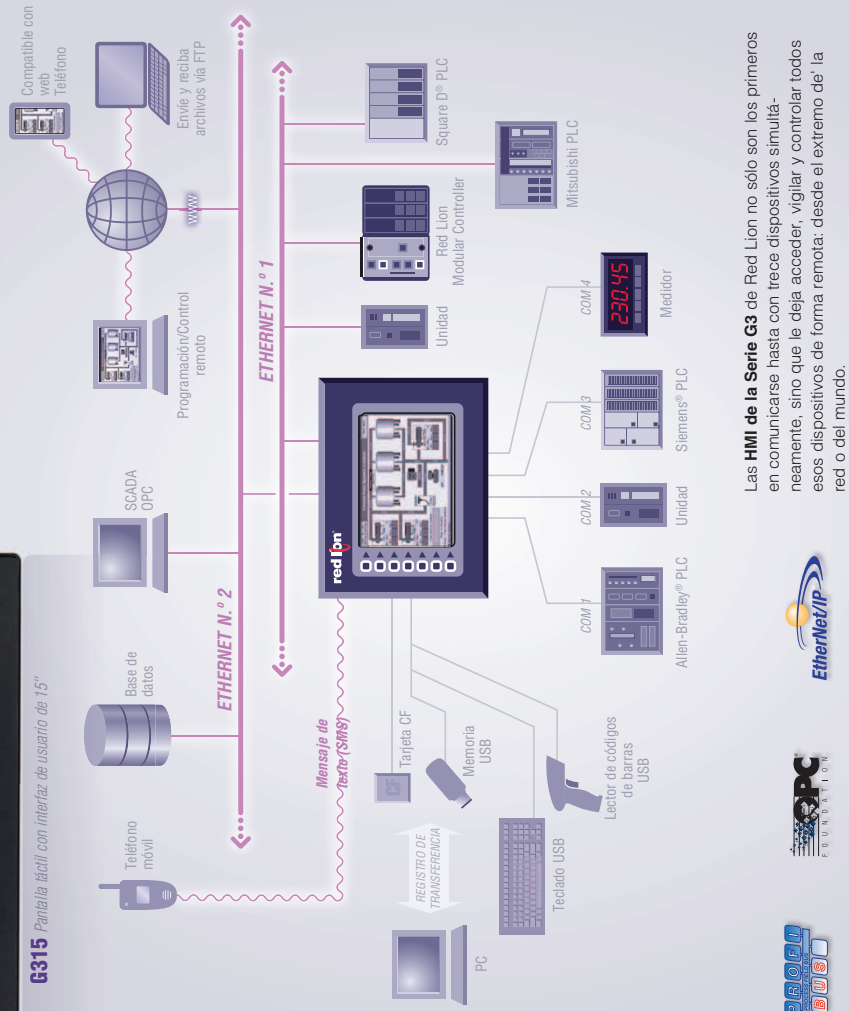 G315 Pantalla táctil con interfaz de usuario de 15"
Teléfono
móvil
Base de
datos
SCADA
OPC
Programación/Control
remoto
Compatible con
web
Teléfono
Envíe y reciba
archivos vía FTP
www
ETHERNET N.º 2
ETHERNET N.º 1
Mensaje de
texto (SMS)
PC
REGISTRO DE
TRANSFERENCIA
CF
Tarjeta CF
Memoria
USB
Teclado USB
Lector de códigos
de barras
USB
red lion
Unidad
Red Lion
Modular Controller
Square D® PLC
Mitsubishi PLC
COM 1
Allen-Bradley® PLC
COM 2
Unidad
COM 3
Siemens® PLC
COM 4
230.45
Medidor
PROFI
PROCESS FIELD BUS
BUS
OPC
FOUNDATION
EtherNet/IP
Las HMI de la Serie G3 de Red Lion no sólo son los primeros
en comunicarse hasta con trece dispositivos simultá-
neamente, sino que le deja acceder, vigilar y controlar todos
esos dispositivos de forma remota: desde el extremo de' la
red o del mundo.